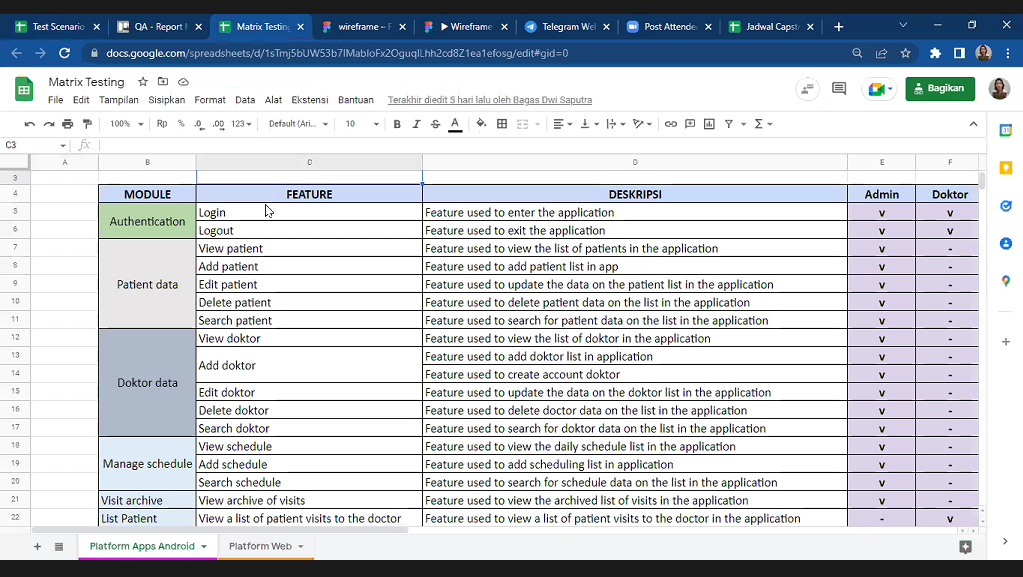 Test Scenario
QA - Report
Matrix Testing
wireframe – F
Wireframe
Telegram We
Post Attende
Jadwal Capst
docs.google.com/spreadsheets/d/
/edit#gid=0
Matrix Testing
File Edit Tampilan Sisipkan Format Data Alat Ekstensi Bantuan Terakhir diedit 5 hari lalu oleh Bagas Dwi Saputra
Bagikan
100% Rp % .0 .00 123 Default (Ari... 10 B I S A
C3 fx
A B C D E F
3
4 MODULE FEATURE DESKRIPSI Admin Doktor
5 Authentication Login Feature used to enter the application v v
6 Logout Feature used to exit the application v v
7 Patient data View patient Feature used to view the list of patients in the application v -
8 Add patient Feature used to add patient list in app v -
9 Edit patient Feature used to update the data on the patient list in the application v -
10 Delete patient Feature used to delete patient data on the list in the application v -
11 Search patient Feature used to search for patient data on the list in the application v -
12 Doktor data View doktor Feature used to view the list of doktor in the application v -
13 Add doktor Feature used to add doktor list in application v -
14 Feature used to create account doktor v -
15 Edit doktor Feature used to update the data on the doktor list in the application v -
16 Delete doktor Feature used to delete doctor data on the list in the application v -
17 Search doktor Feature used to search for doktor data on the list in the application v -
18 Manage schedule View schedule Feature used to view the daily schedule list in the application v -
19 Add schedule Feature used to add scheduling list in application v -
20 Search schedule Feature used to search for schedule data on the list in the application v -
21 Visit archive View archive of visits Feature used to view the archived list of visits in the application v -
22 List Patient View a list of patient visits to the doctor Feature used to view a list of patient visits to the doctor in the application - v
Platform Apps Android Platform Web